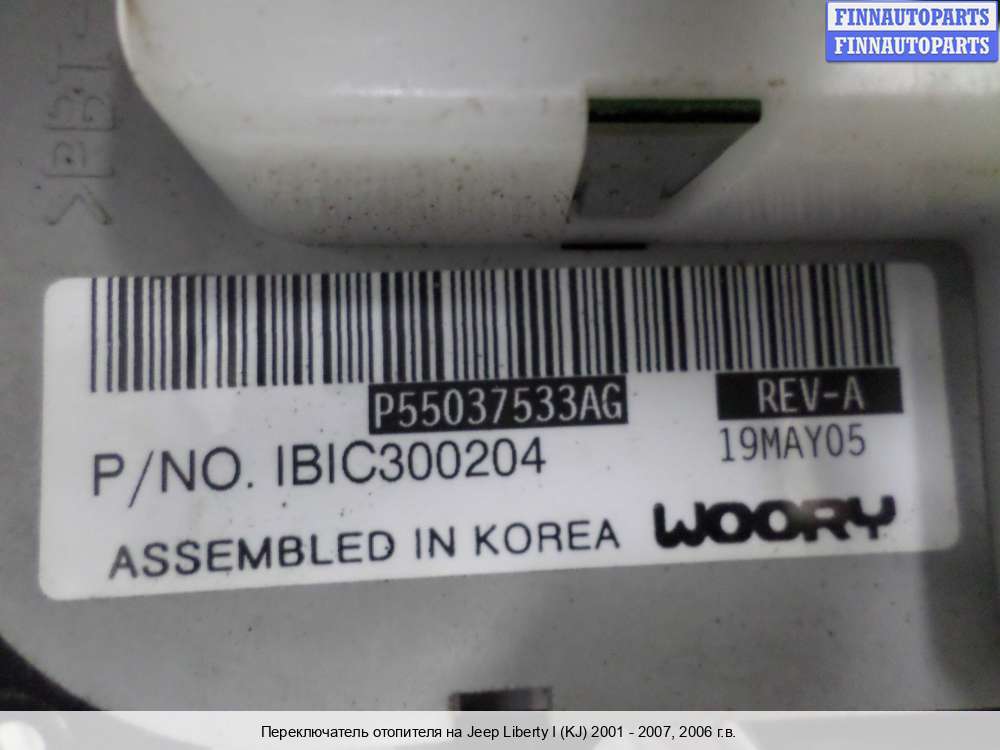 FINNAUTOPARTS
FINNAUTOPARTS
P55037533AG
REV-A
P/NO. IBIC300204
19MAY05
ASSEMBLED IN KOREA
WOORY
Переключатель отопителя на Jeep Liberty I (KJ) 2001 - 2007, 2006 г.в.